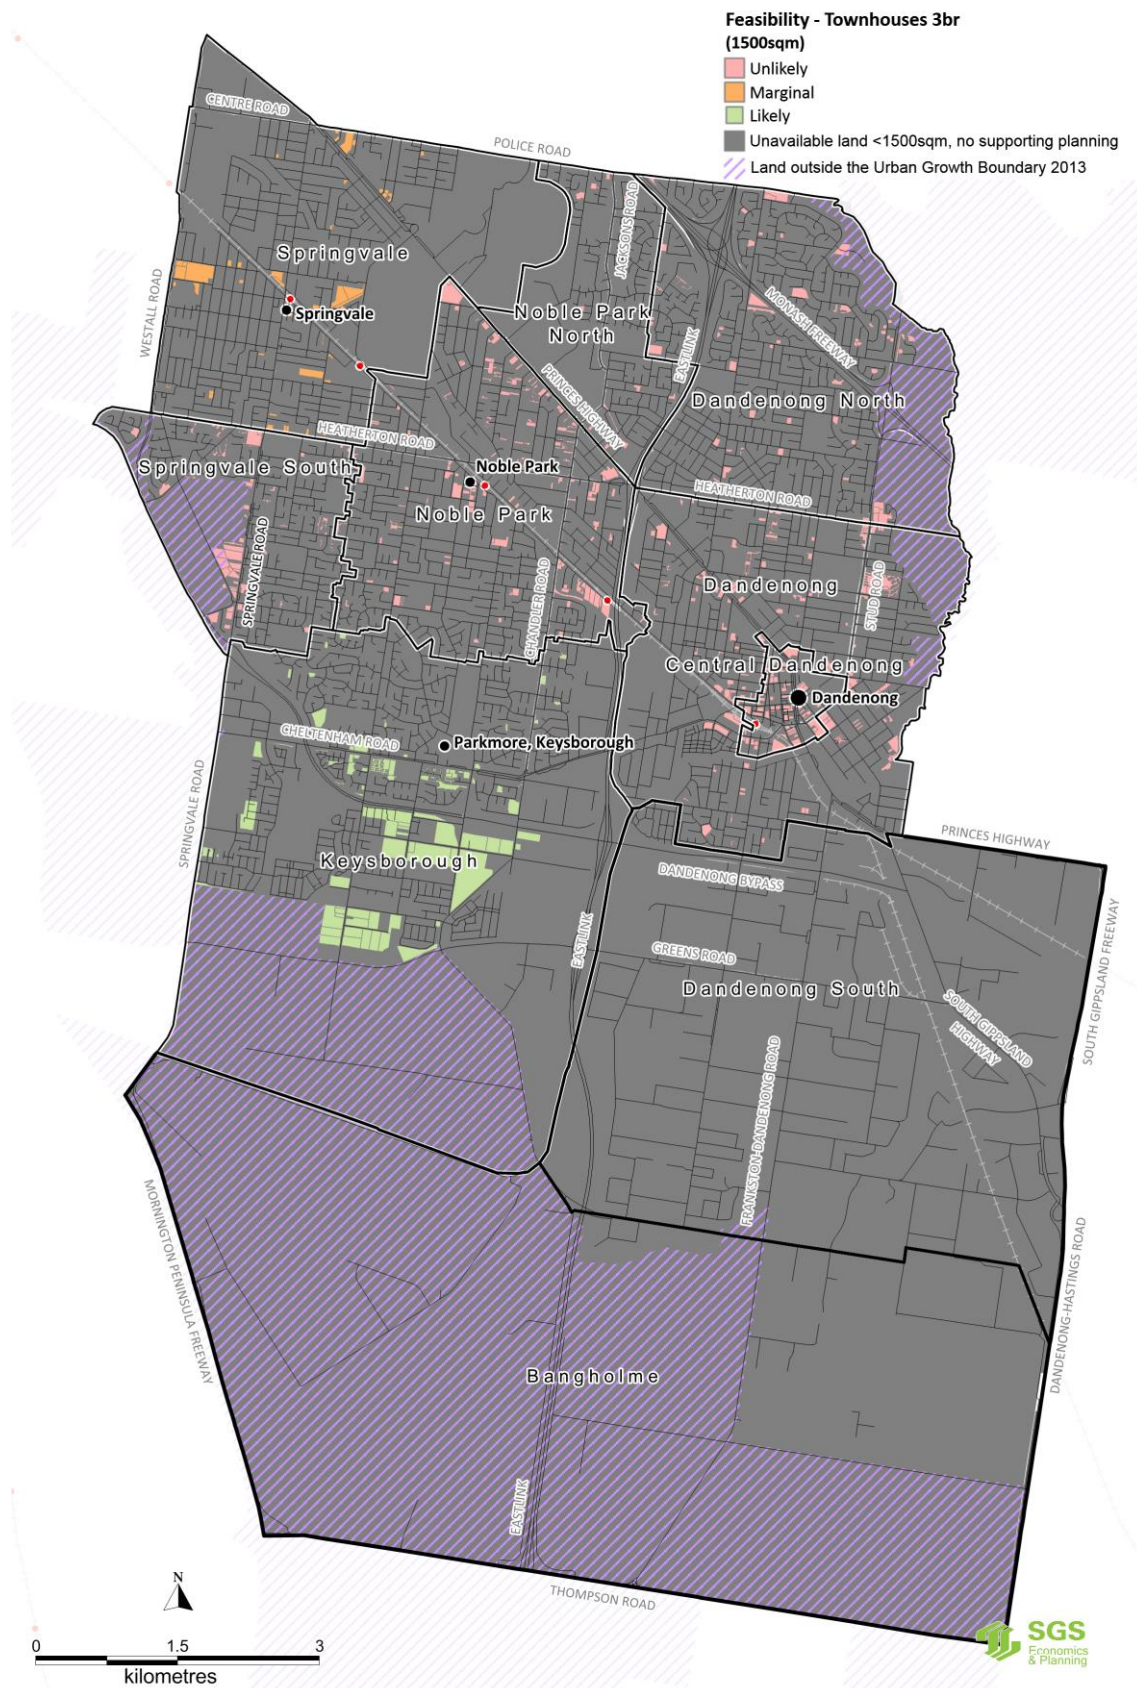 Feasibility - Townhouses 3br
(1500sqm)
Unlikely
Marginal
Likely
Unavailable land <1500sqm, no supporting planning
Land outside the Urban Growth Boundary 2013
CENTRE ROAD
POLICE ROAD
JACKSONS ROAD
Springvale
WESTALL ROAD
Springvale
Noble Park
North
MONASH FREEWAY
EASTLINK
PRINCES HIGHWAY
Dandenong North
HEATHERTON ROAD
Springvale South
Noble Park
Noble Park
HEATHERTON ROAD
SPRINGVALE ROAD
CHANDLER ROAD
Dandenong
STUD ROAD
Central Dandenong
Dandenong
CHELTENHAM ROAD
Parkmore, Keysborough
SPRINGVALE ROAD
Keysborough
PRINCES HIGHWAY
DANDENONG BYPASS
EASTLINK
GREENS ROAD
Dandenong South
SOUTH GIPPSLAND
HIGHWAY
SOUTH GIPPSLAND FREEWAY
FRANKSTON-DANDENONG ROAD
MORNINGTON PENINSULA FREEWAY
DANDENONG-HASTINGS ROAD
Bangholme
EASTLINK
THOMPSON ROAD
N
0 1.5 3
kilometres
SGS
Economics
& Planning